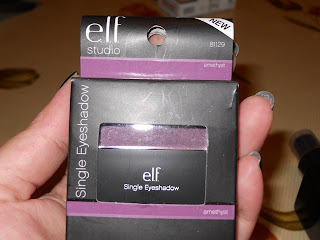 e.l.f.
studio
NEW
81129
amethyst
Single Eyeshadow
elf
Single Eyeshadow
amethyst